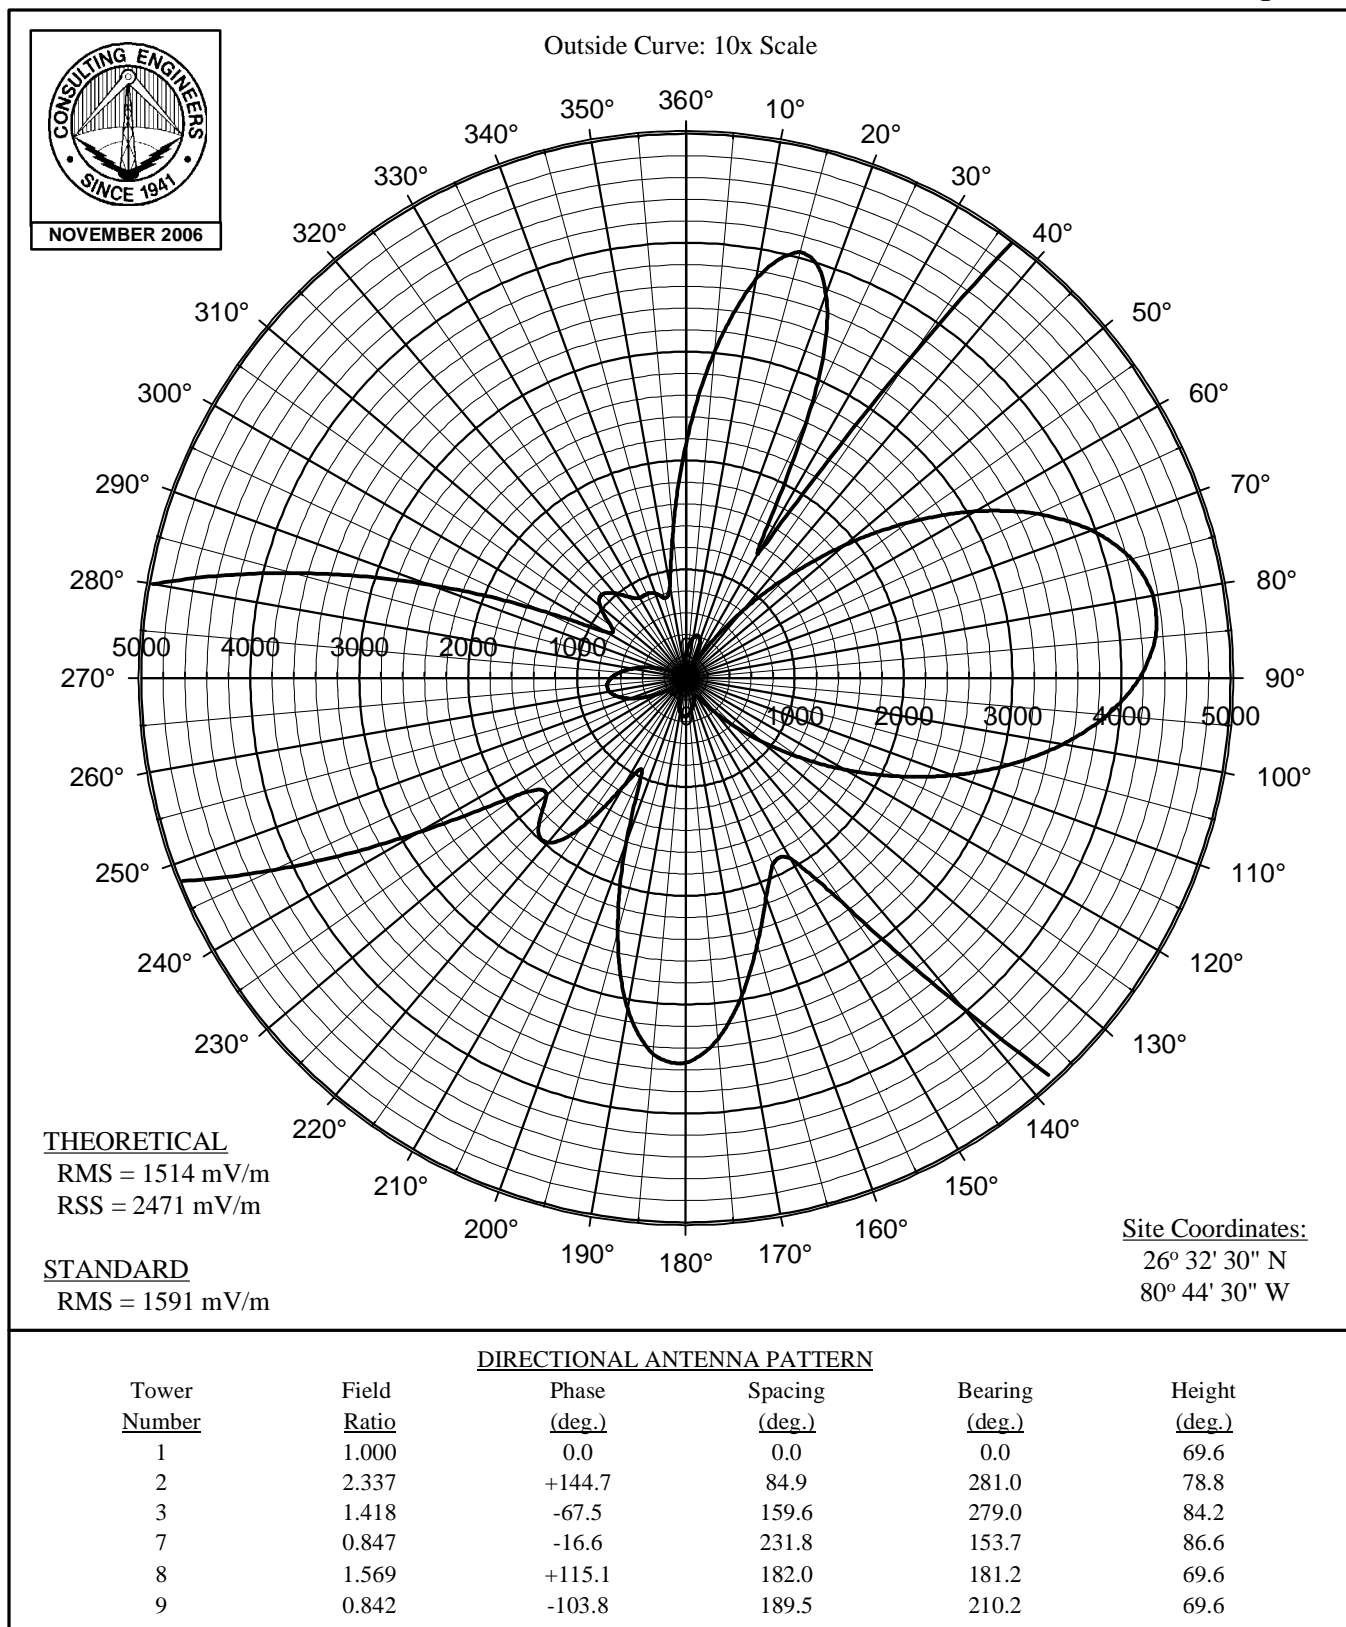 Outside Curve: 10x Scale
CONSULTING ENGINEERS
SINCE 1941
NOVEMBER 2006
360°
10°
20°
30°
40°
50°
60°
70°
80°
90°
100°
110°
120°
130°
140°
150°
160°
170°
180°
190°
200°
210°
220°
230°
240°
250°
260°
270°
280°
290°
300°
310°
320°
330°
340°
350°
5000 4000 3000 2000 1000
1000 2000 3000 4000 5000
THEORETICAL
RMS = 1514 mV/m
RSS = 2471 mV/m
STANDARD
RMS = 1591 mV/m
Site Coordinates:
26° 32' 30" N
80° 44' 30" W
DIRECTIONAL ANTENNA PATTERN
Tower Field Phase Spacing Bearing Height
Number Ratio (deg.) (deg.) (deg.) (deg.)
1 1.000 0.0 0.0 0.0 69.6
2 2.337 +144.7 84.9 281.0 78.8
3 1.418 -67.5 159.6 279.0 84.2
7 0.847 -16.6 231.8 153.7 86.6
8 1.569 +115.1 182.0 181.2 69.6
9 0.842 -103.8 189.5 210.2 69.6